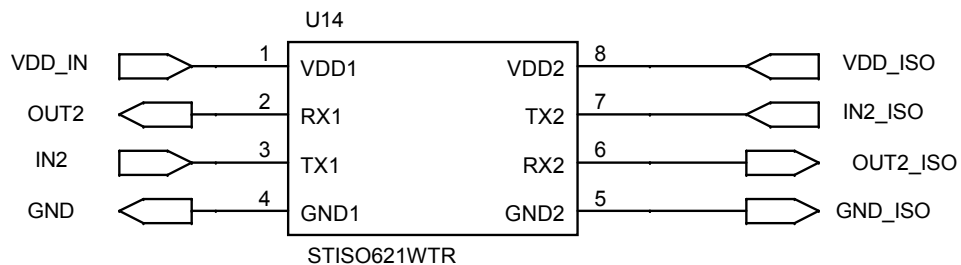 U14
VDD_IN 1 VDD1 VDD2 8 VDD_ISO
OUT2 2 RX1 TX2 7 IN2_ISO
IN2 3 TX1 RX2 6 OUT2_ISO
GND 4 GND1 GND2 5 GND_ISO
STISO621WTR